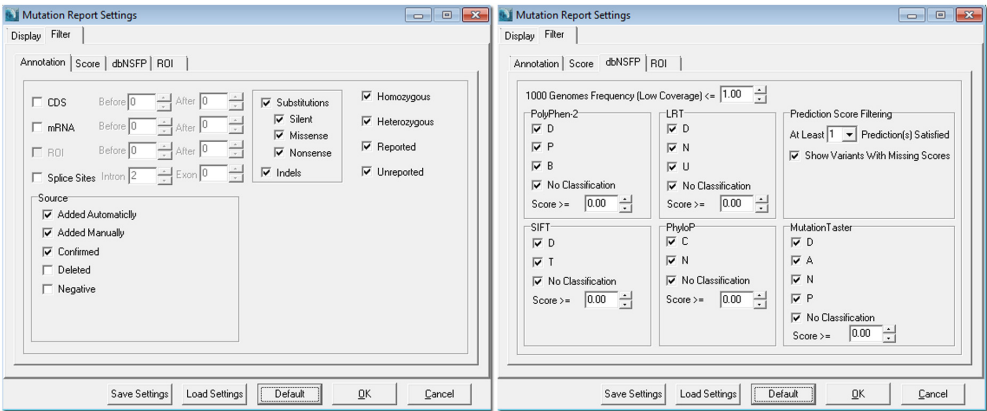 Mutation Report Settings
Display Filter
Annotation Score dbNSFP ROI
CDS Before 0 After 0
mRNA Before 0 After 0
ROI Before 0 After 0
Splice Sites Intron 2 Exon 0
Substitutions
Silent
Missense
Nonsense
Indels
Homozygous
Heterozygous
Reported
Unreported
Source
Added Automaticlly
Added Manually
Confirmed
Deleted
Negative
Save Settings Load Settings Default OK Cancel
Mutation Report Settings
Display Filter
Annotation Score dbNSFP ROI
1000 Genomes Frequency (Low Coverage) <= 1.00
PolyPhen-2
D
P
B
No Classification
Score >= 0.00
LRT
D
N
U
No Classification
Score >= 0.00
Prediction Score Filtering
At Least 1 Prediction(s) Satisfied
Show Variants With Missing Scores
SIFT
D
T
No Classification
Score >= 0.00
PhyloP
C
N
No Classification
Score >= 0.00
MutationTaster
D
A
N
P
No Classification
Score >= 0.00
Save Settings Load Settings Default OK Cancel